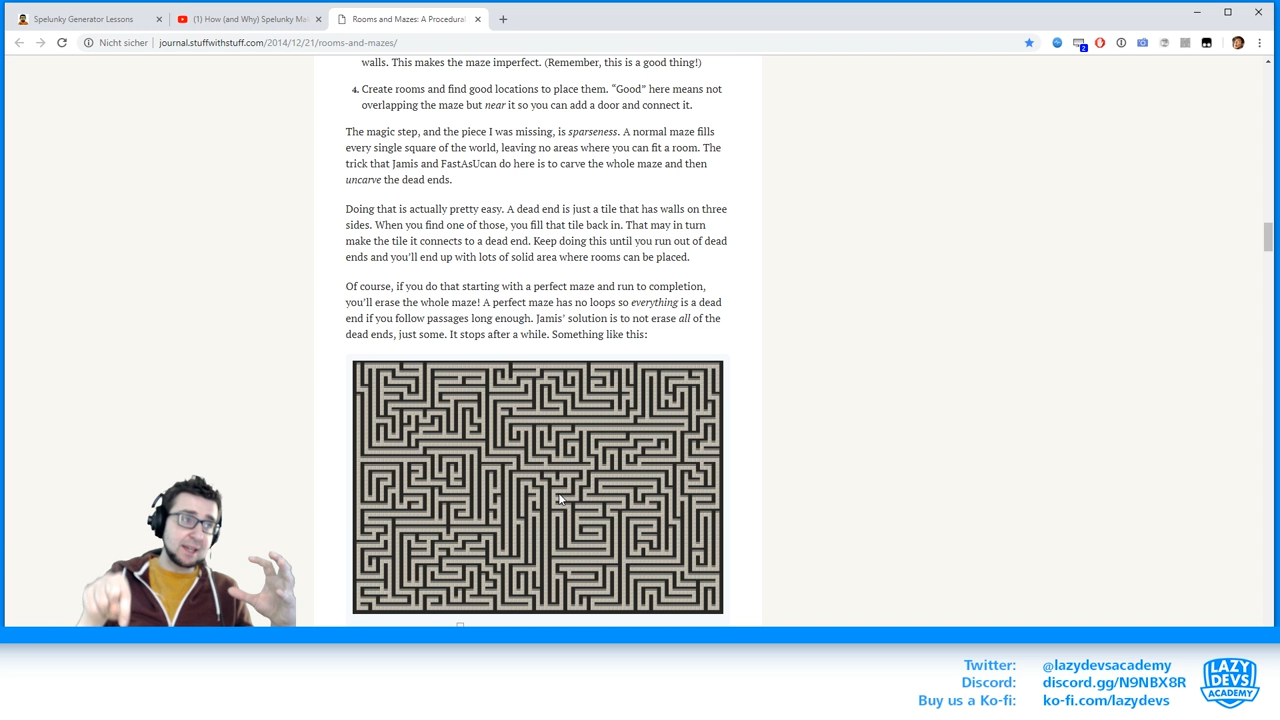 Spelunky Generator Lessons
(1) How (and Why) Spelunky Ma
Rooms and Mazes: A Procedural
Nicht sicher
journal.stuffwithstuff.com/2014/12/21/rooms-and-mazes/
2
walls. This makes the maze imperfect. (Remember, this is a good thing!)
4. Create rooms and find good locations to place them. “Good” here means not
overlapping the maze but near it so you can add a door and connect it.
The magic step, and the piece I was missing, is sparseness. A normal maze fills
every single square of the world, leaving no areas where you can fit a room. The
trick that Jamis and FastAsUcan do here is to carve the whole maze and then
uncarve the dead ends.
Doing that is actually pretty easy. A dead end is just a tile that has walls on three
sides. When you find one of those, you fill that tile back in. That may in turn
make the tile it connects to a dead end. Keep doing this until you run out of dead
ends and you’ll end up with lots of solid area where rooms can be placed.
Of course, if you do that starting with a perfect maze and run to completion,
you’ll erase the whole maze! A perfect maze has no loops so everything is a dead
end if you follow passages long enough. Jamis’ solution is to not erase all of the
dead ends, just some. It stops after a while. Something like this:
Twitter: @lazydevsacademy
Discord: discord.gg/N9NBX8R
Buy us a Ko-fi: ko-fi.com/lazydevs
LAZY
DEVS
ACADEMY